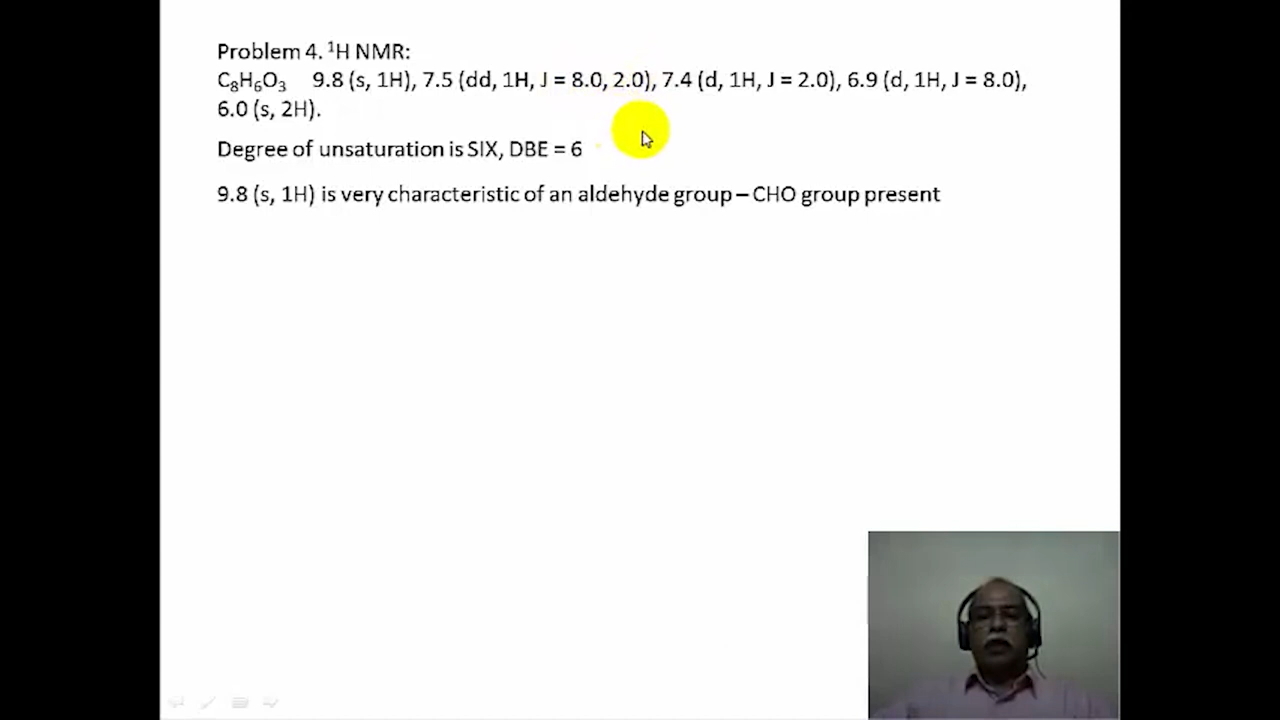 Problem 4. ¹H NMR:
C₈H₆O₃ 9.8 (s, 1H), 7.5 (dd, 1H, J = 8.0, 2.0), 7.4 (d, 1H, J = 2.0), 6.9 (d, 1H, J = 8.0),
6.0 (s, 2H).
Degree of unsaturation is SIX, DBE = 6
9.8 (s, 1H) is very characteristic of an aldehyde group – CHO group present